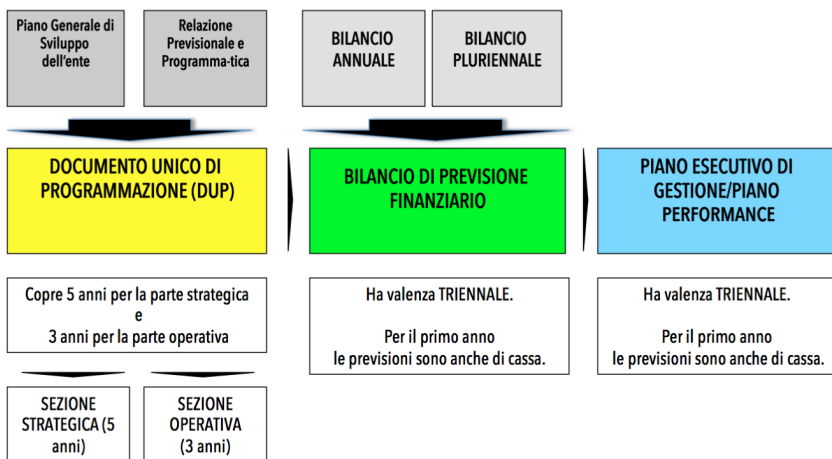 Piano Generale di
Sviluppo
dell'ente
Relazione
Previsionale e
Programma-tica
BILANCIO
ANNUALE
BILANCIO
PLURIENNALE
DOCUMENTO UNICO DI
PROGRAMMAZIONE (DUP)
BILANCIO DI PREVISIONE
FINANZIARIO
PIANO ESECUTIVO DI
GESTIONE/PIANO
PERFORMANCE
Copre 5 anni per la parte strategica
e
3 anni per la parte operativa
Ha valenza TRIENNALE.
Per il primo anno
le previsioni sono anche di cassa.
Ha valenza TRIENNALE.
Per il primo anno
le previsioni sono anche di cassa.
SEZIONE
STRATEGICA (5
anni)
SEZIONE
OPERATIVA
(3 anni)